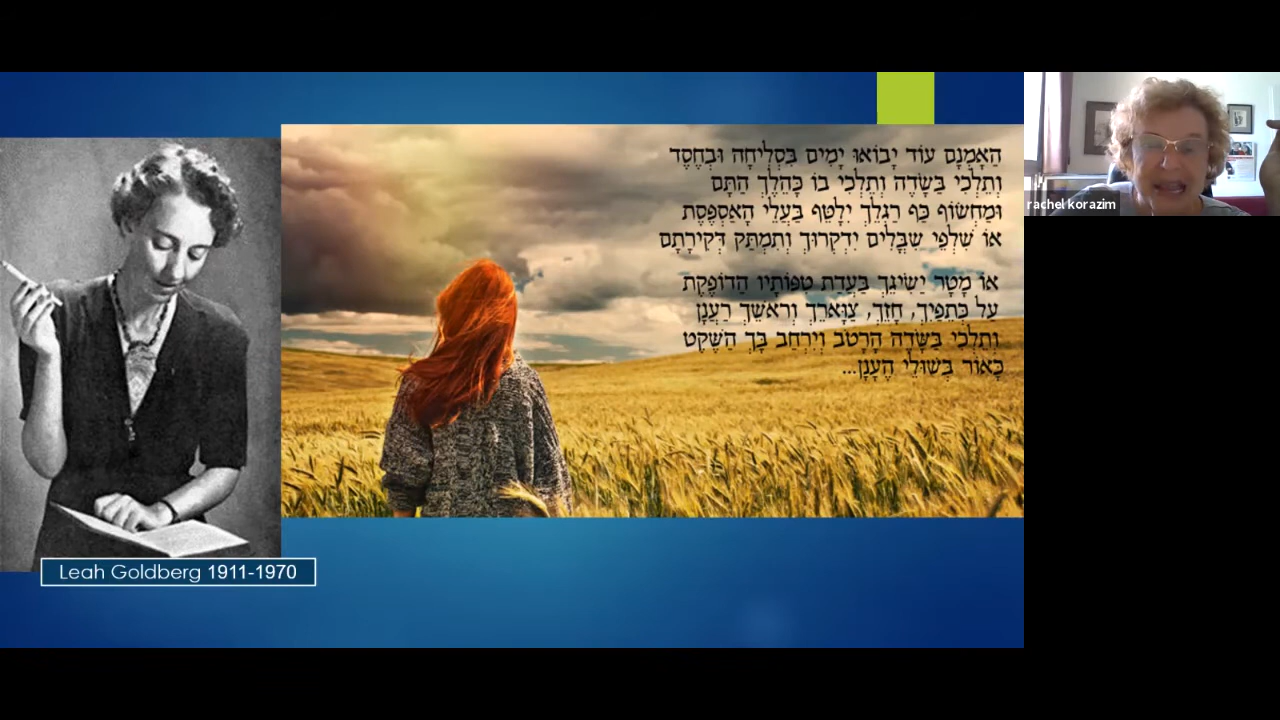 הַאֻמְנָם עוֹד יָבוֹאוּ יָמִים בִּסְלִיחָה וּבְחֶסֶד
וְתֵלְכִי בַּשָּׂדֶה וְתֵלְכִי בוֹ כַּהֵלֶךְ הַתָּם
וּמַחְשׂוֹף כַּף רַגְלֵךְ יִלָּטֵף בַּעֲלֵי הָאַסְפֶּסֶת
אוֹ שִׁלְפֵי שִׁבֳּלִים יִדְקְרוּךְ וְתִמְתַּק דְּקִירָתָם
אוֹ מָטָר יַשִּׂיגֵךְ בַּעֲדַת טִפּוֹתָיו הַדּוֹפֶקֶת
עַל כְּתֵפַיִךְ, חָזֵךְ, צַוָּארֵךְ וְרֹאשֵׁךְ רַעֲנָן
וְתֵלְכִי בַּשָּׂדֶה הָרָטֹב וְיִרְחַב בָּךְ הַשֶּׁקֶט
כָּאוֹר בְּשׁוּלֵי הֶעָנָן...
Leah Goldberg 1911-1970
rachel korazim